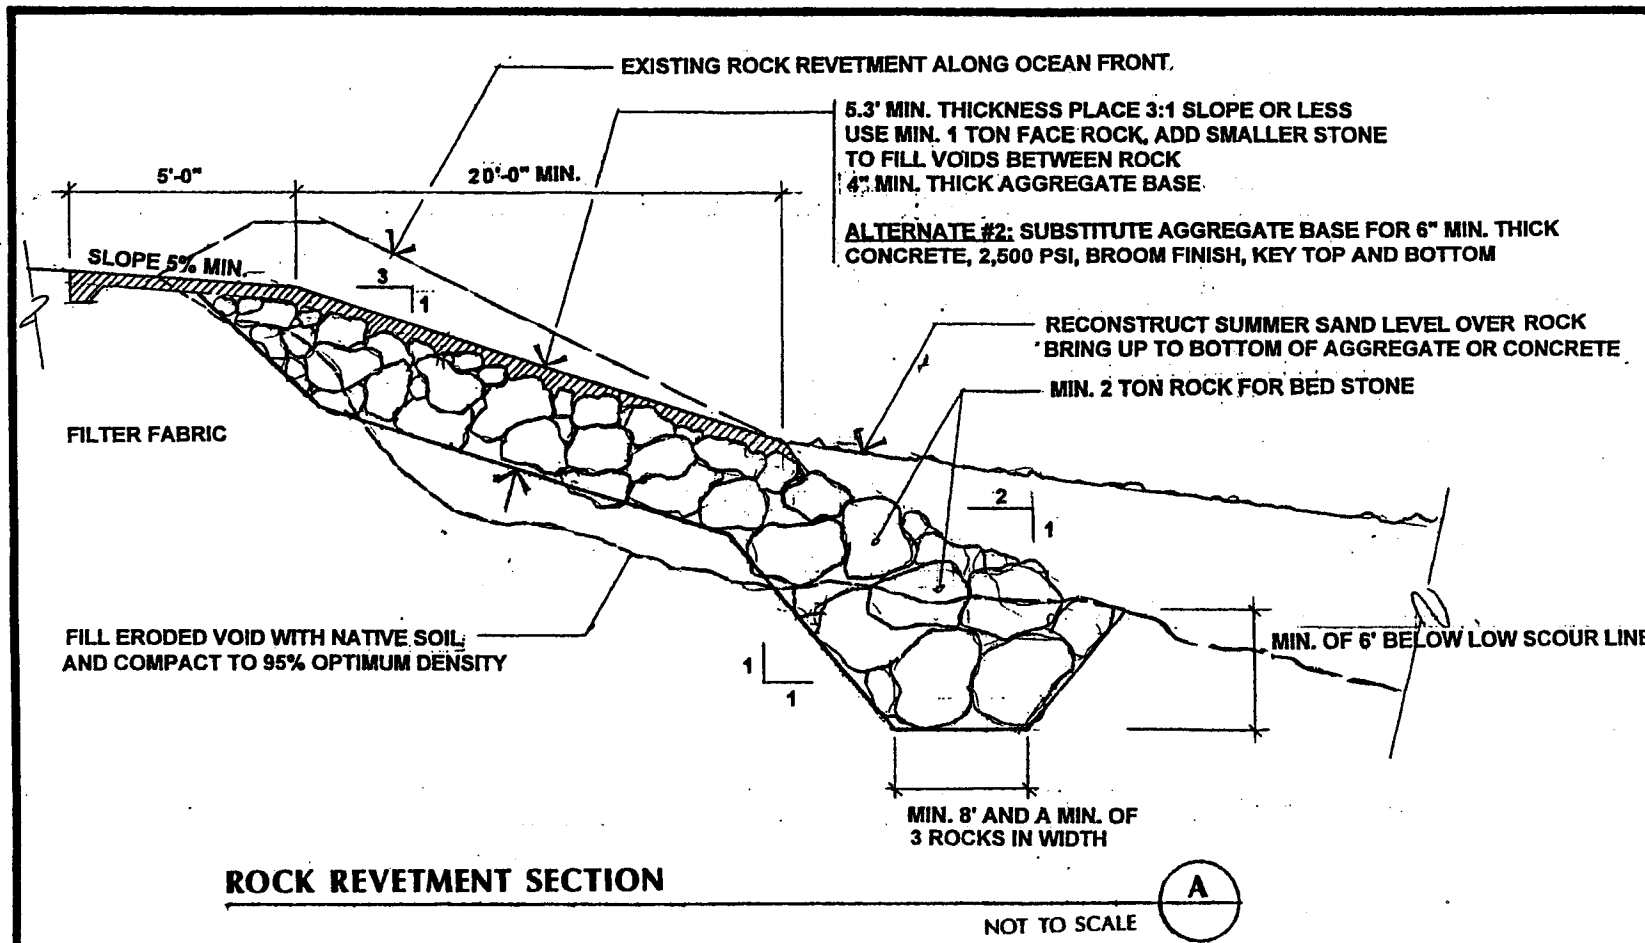 EXISTING ROCK REVETMENT ALONG OCEAN FRONT.
5.3' MIN. THICKNESS PLACE 3:1 SLOPE OR LESS
USE MIN. 1 TON FACE ROCK, ADD SMALLER STONE
TO FILL VOIDS BETWEEN ROCK
4" MIN. THICK AGGREGATE BASE
ALTERNATE #2: SUBSTITUTE AGGREGATE BASE FOR 6" MIN. THICK
CONCRETE, 2,500 PSI, BROOM FINISH, KEY TOP AND BOTTOM
5'-0"
20'-0" MIN.
SLOPE 5% MIN.
3
1
RECONSTRUCT SUMMER SAND LEVEL OVER ROCK
BRING UP TO BOTTOM OF AGGREGATE OR CONCRETE
MIN. 2 TON ROCK FOR BED STONE
FILTER FABRIC
2
1
FILL ERODED VOID WITH NATIVE SOIL
AND COMPACT TO 95% OPTIMUM DENSITY
MIN. OF 6' BELOW LOW SCOUR LINE
1
1
MIN. 8' AND A MIN. OF
3 ROCKS IN WIDTH
ROCK REVETMENT SECTION
A
NOT TO SCALE